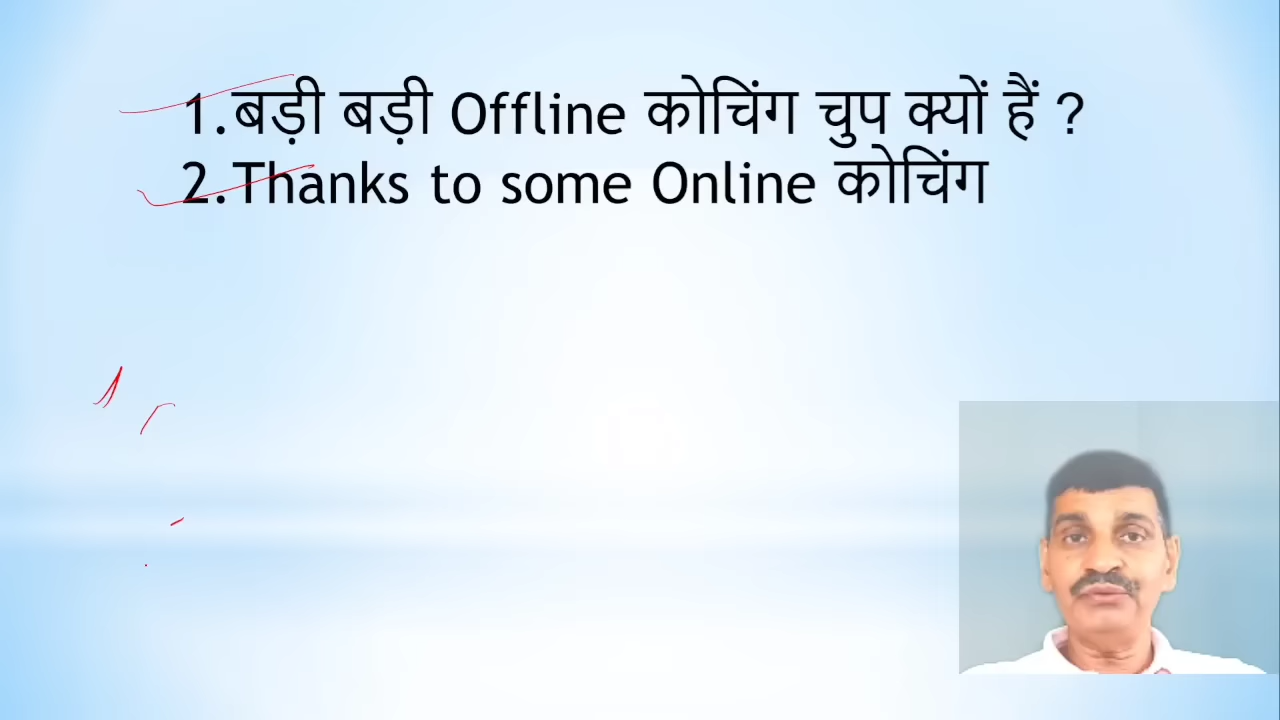 1.बड़ी बड़ी Offline कोचिंग चुप क्यों हैं ?
2.Thanks to some Online कोचिंग